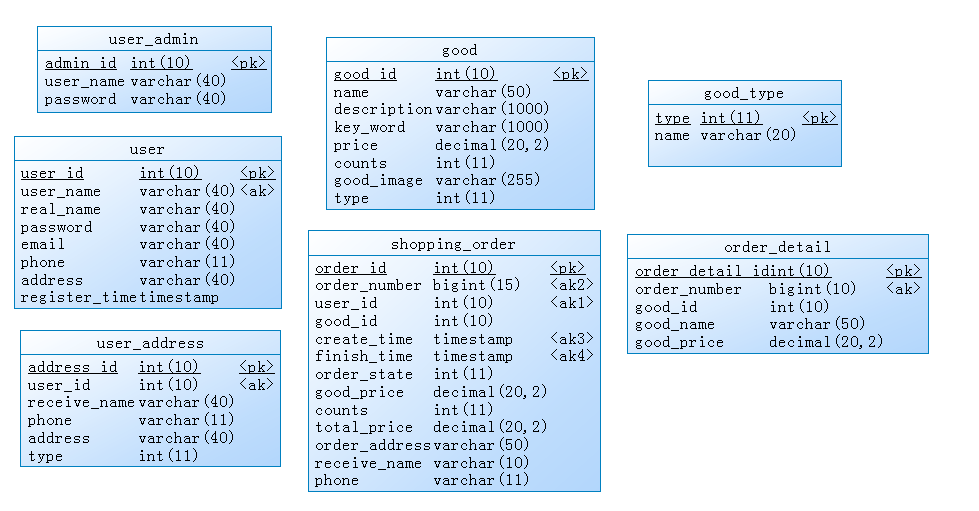 user_admin
admin_id int(10) <pk>
user_name varchar(40)
password varchar(40)
user
user_id int(10) <pk>
user_name varchar(40) <ak>
real_name varchar(40)
password varchar(40)
email varchar(40)
phone varchar(11)
address varchar(40)
register_time timestamp
user_address
address_id int(10) <pk>
user_id int(10) <ak>
receive_name varchar(40)
phone varchar(11)
address varchar(40)
type int(11)
good
good_id int(10) <pk>
name varchar(50)
description varchar(1000)
key_word varchar(1000)
price decimal(20,2)
counts int(11)
good_image varchar(255)
type int(11)
shopping_order
order_id int(10) <pk>
order_number bigint(15) <ak2>
user_id int(10) <ak1>
good_id int(10)
create_time timestamp <ak3>
finish_time timestamp <ak4>
order_state int(11)
good_price decimal(20,2)
counts int(11)
total_price decimal(20,2)
order_address varchar(50)
receive_name varchar(10)
phone varchar(11)
good_type
type int(11) <pk>
name varchar(20)
order_detail
order_detail_id int(10) <pk>
order_number bigint(10) <ak>
good_id int(10)
good_name varchar(50)
good_price decimal(20,2)